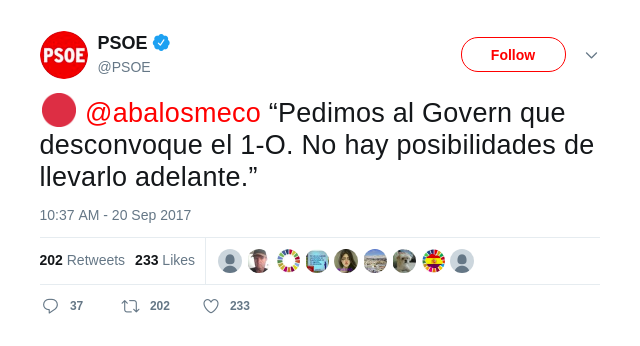 PSOE
PSOE
@PSOE
Follow
@abalosmeco “Pedimos al Govern que
desconvoque el 1-O. No hay posibilidades de
llevarlo adelante.”
10:37 AM - 20 Sep 2017
202 Retweets 233 Likes
37 202 233